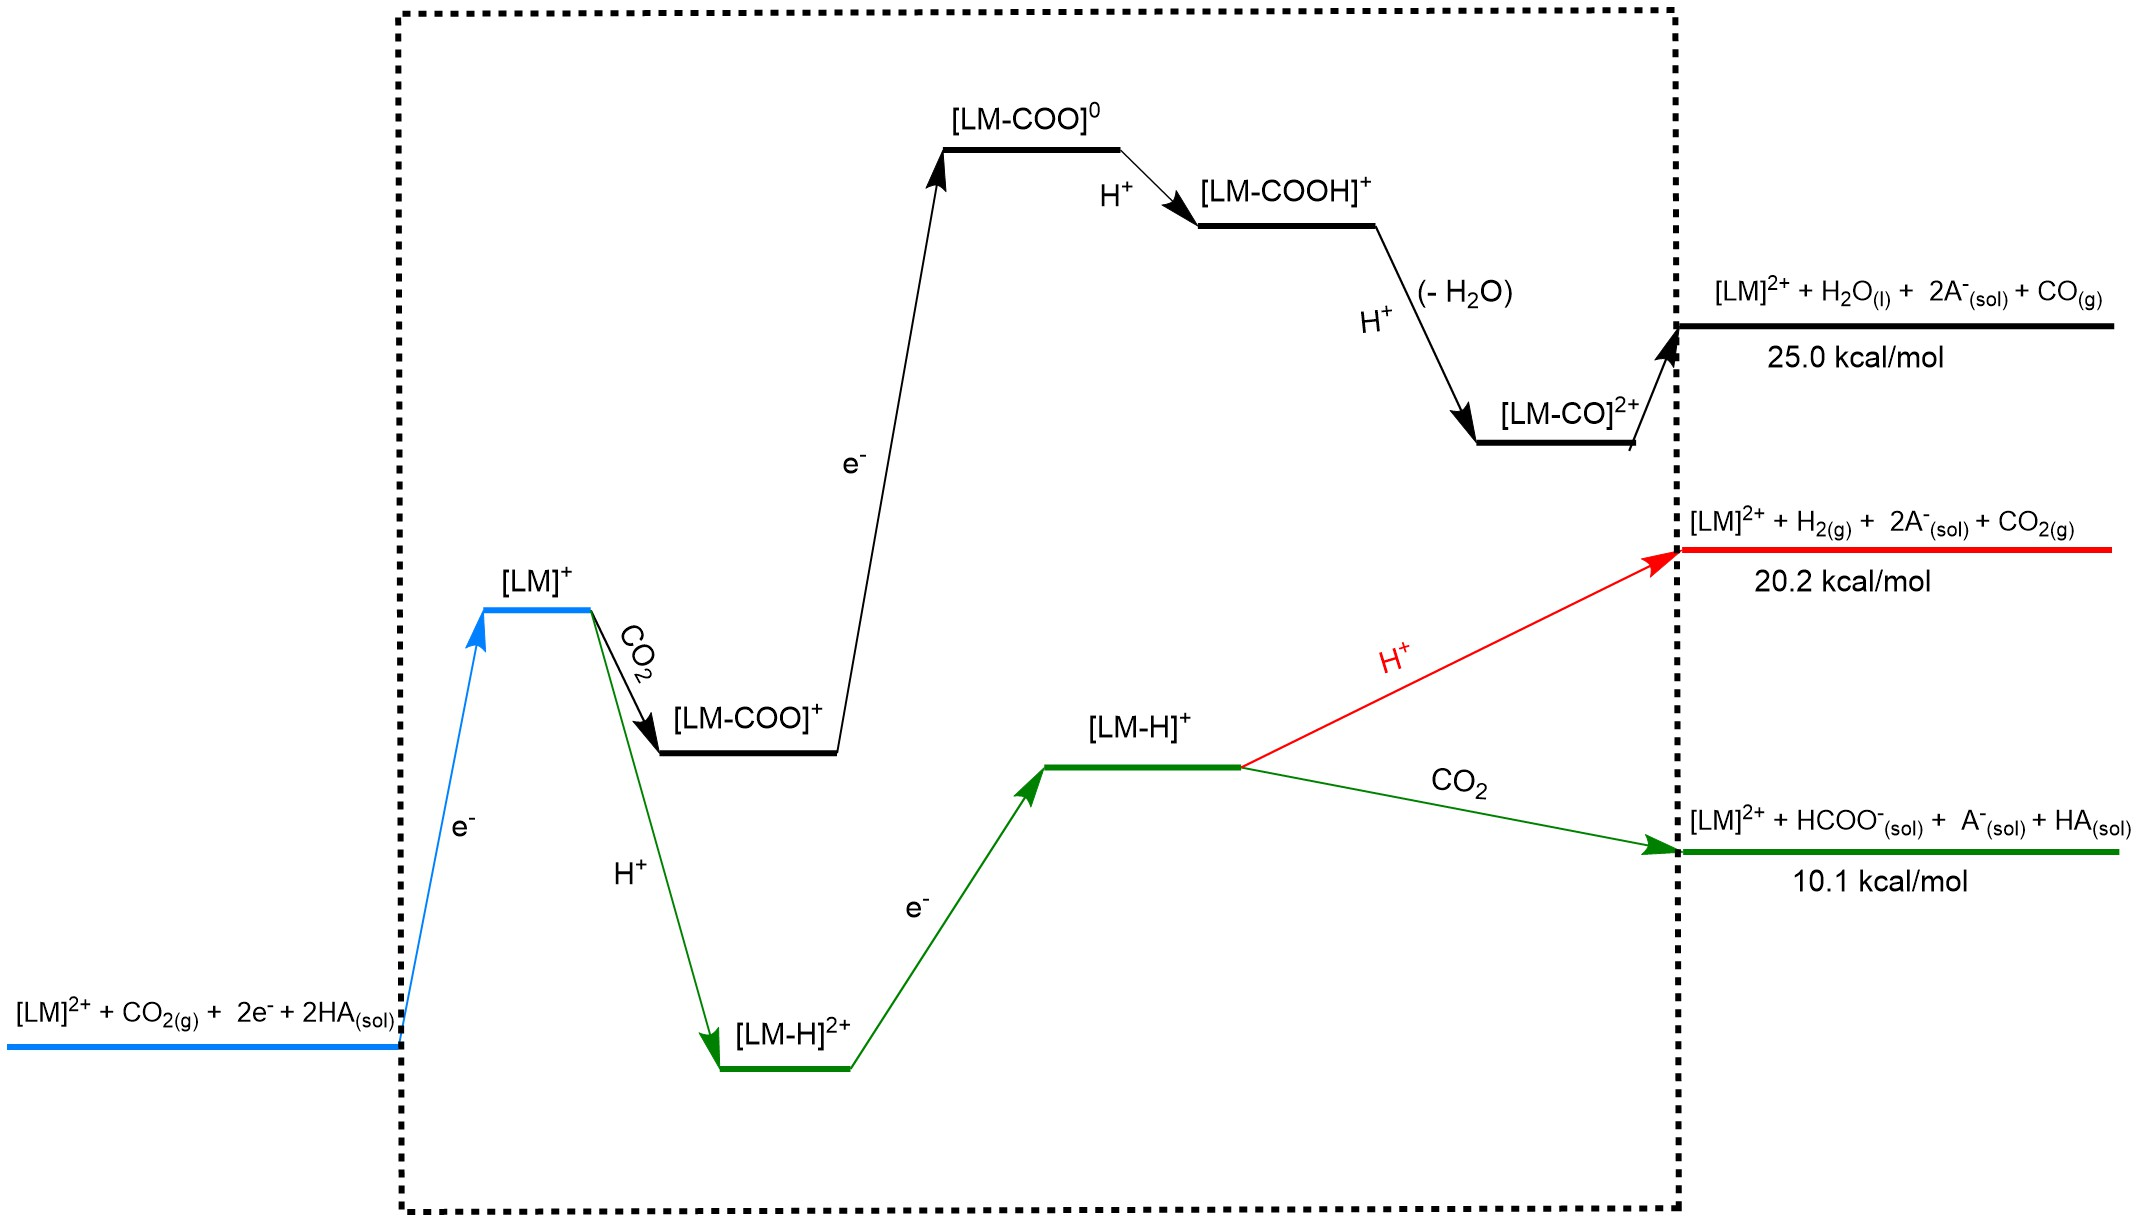 [LM-COO]⁰
H⁺
[LM-COOH]⁺
(- H₂O)
H⁺
[LM]²⁺ + H₂O₍ₗ₎ + 2A⁻₍ₛₒₗ₎ + CO₍g₎
25.0 kcal/mol
[LM-CO]²⁺
e⁻
[LM]²⁺ + H₂₍g₎ + 2A⁻₍ₛₒₗ₎ + CO₂₍g₎
20.2 kcal/mol
[LM]⁺
CO₂
H⁺
[LM-COO]⁺
[LM-H]⁺
CO₂
e⁻
[LM]²⁺ + HCOO⁻₍ₛₒₗ₎ + A⁻₍ₛₒₗ₎ + HA₍ₛₒₗ₎
10.1 kcal/mol
H⁺
e⁻
[LM]²⁺ + CO₂₍g₎ + 2e⁻ + 2HA₍ₛₒₗ₎
[LM-H]²⁺